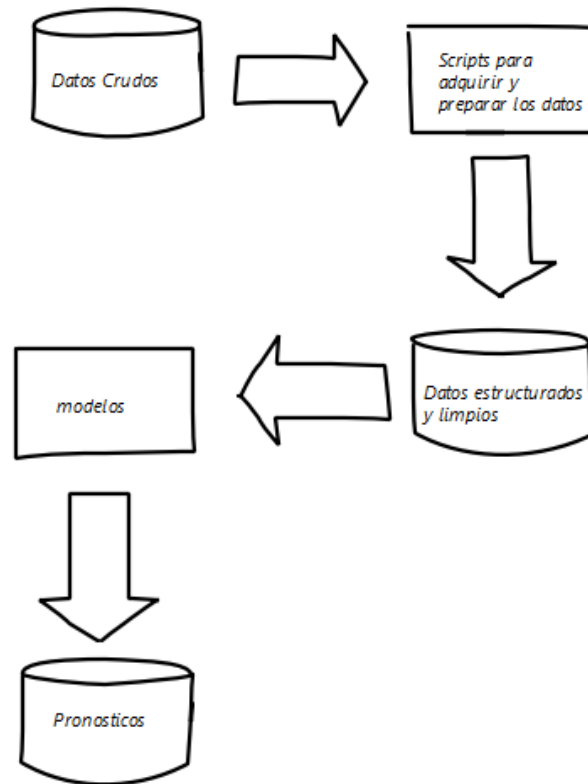 Datos Crudos
Scripts para
adquirir y
preparar los datos
Datos estructurados
y limpios
modelos
Pronosticos